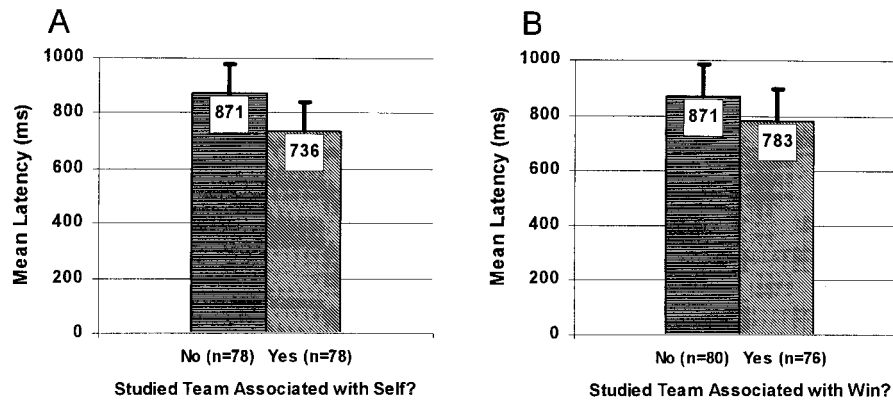 A
1000
800
600
400
200
0
Mean Latency (ms)
871
736
No (n=78) Yes (n=78)
Studied Team Associated with Self?
B
1000
800
600
400
200
0
Mean Latency (ms)
871
783
No (n=80) Yes (n=76)
Studied Team Associated with Win?